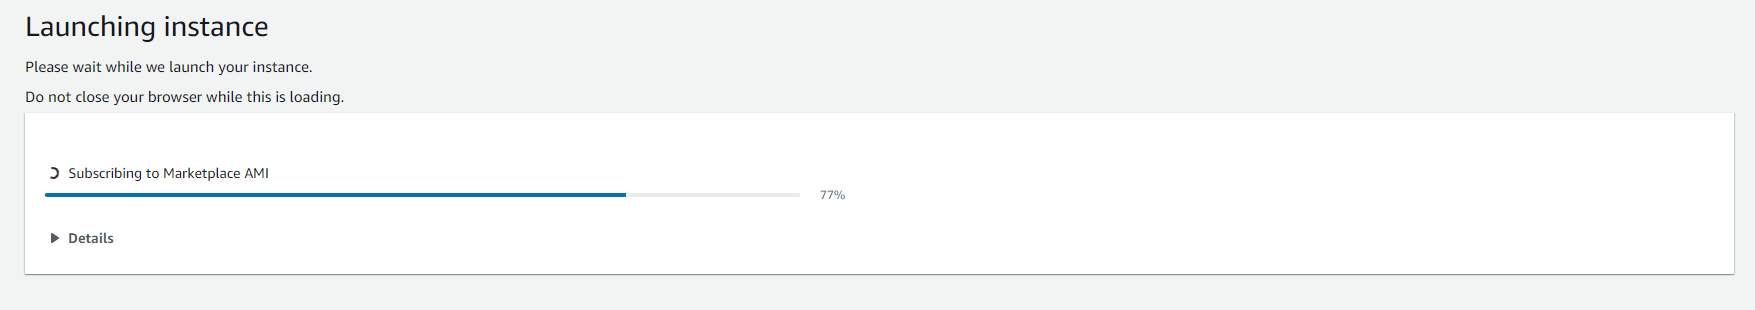 Launching instance
Please wait while we launch your instance.
Do not close your browser while this is loading.
Subscribing to Marketplace AMI
77%
Details